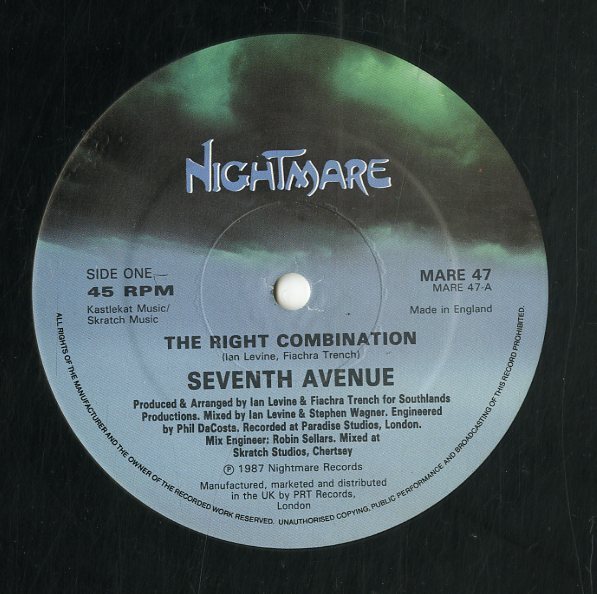 NIGHTMARE
SIDE ONE
45 RPM
Kastlekat Music/
Skratch Music
MARE 47
MARE 47-A
Made in England
THE RIGHT COMBINATION
(Ian Levine, Fiachra Trench)
SEVENTH AVENUE
Produced & Arranged by Ian Levine & Fiachra Trench for Southlands
Productions. Mixed by Ian Levine & Stephen Wagner. Engineered
by Phil DaCosta, Recorded at Paradise Studios, London.
Mix Engineer; Robin Sellars. Mixed at
Skratch Studios, Chertsey
Ⓟ 1987 Nightmare Records
Manufactured, marketed and distributed
in the UK by PRT Records,
London
ALL RIGHTS OF THE MANUFACTURER AND THE OWNER OF THE RECORDED WORK RESERVED. UNAUTHORISED COPYING, PUBLIC PERFORMANCE AND BROADCASTING OF THIS RECORD PROHIBITED.